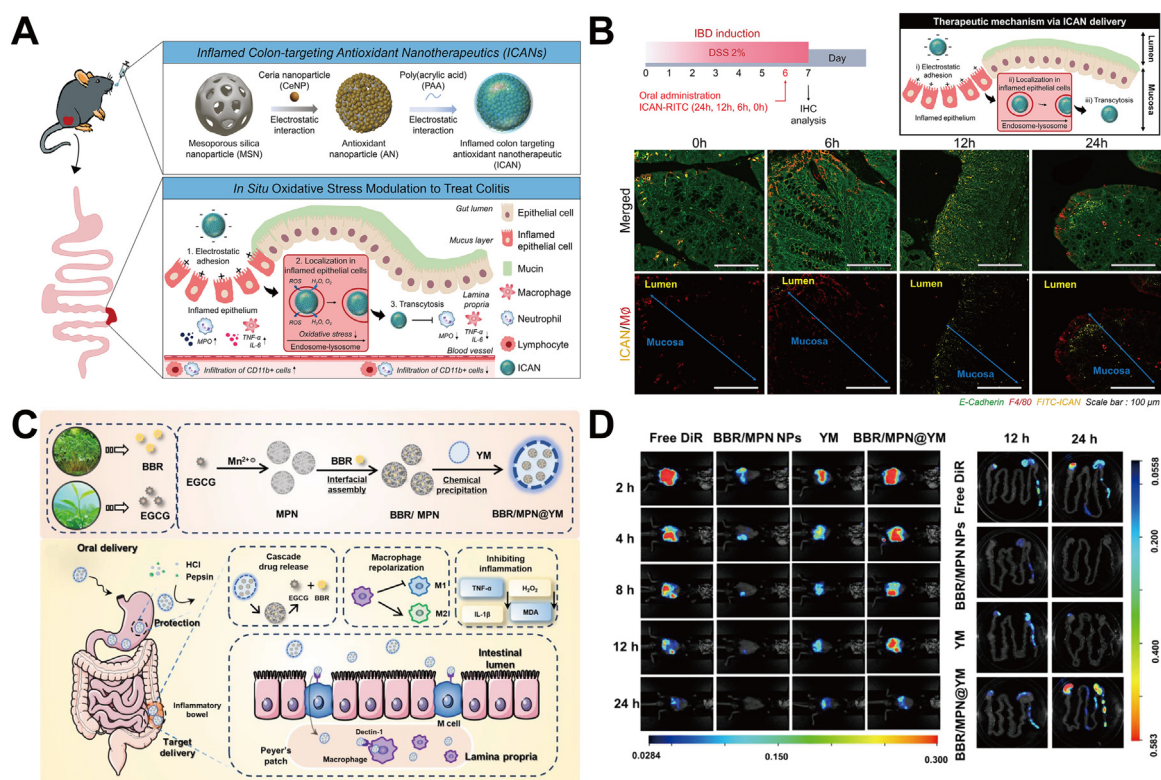 A
Inflamed Colon-targeting Antioxidant Nanotherapeutics (ICANs)
Ceria nanoparticle
(CeNP)
Poly(acrylic acid)
(PAA)
Electrostatic
interaction
Electrostatic
interaction
Mesoporous silica
nanoparticle (MSN)
Antioxidant
nanoparticle (AN)
Inflamed colon targeting
antioxidant nanotherapeutic
(ICAN)
In Situ Oxidative Stress Modulation to Treat Colitis
1. Electrostatic
adhesion
Gut lumen
Mucus layer
2. Localization in
inflamed epithelial cells
ROS
H₂O, O₂
ROS
H₂O, O₂
Oxidative stress ↓
Endosome-lysosome
3. Transcytosis
Lamina
propria
Inflamed epithelium
MPO ↑
TNF-α
IL-6 ↑
MPO ↓
TNF-α
IL-6 ↓
Blood vessel
Infiltration of CD11b+ cells ↑
Infiltration of CD11b+ cells ↓
Epithelial cell
Inflamed
epithelial cell
Mucin
Macrophage
Neutrophil
Lymphocyte
ICAN
B
IBD induction
DSS 2%
Day
0 1 2 3 4 5 6 7
Oral administration
ICAN-RITC (24h, 12h, 6h, 0h)
IHC
analysis
Therapeutic mechanism via ICAN delivery
i) Electrostatic
adhesion
ii) Localization in
inflamed epithelial cells
iii) Transcytosis
Inflamed epithelium
Endosome-lysosome
Lumen
Mucosa
0h 6h 12h 24h
Merged
ICAN/MØ
Lumen
Mucosa
Lumen
Mucosa
Lumen
Mucosa
Lumen
Mucosa
E-Cadherin F4/80 FITC-ICAN Scale bar : 100 μm
C
BBR
EGCG
EGCG
Mn²⁺
MPN
BBR
Interfacial
assembly
BBR/ MPN
YM
Chemical
precipitation
BBR/MPN@YM
Oral delivery
HCl
Pepsin
Protection
Inflammatory
bowel
Target
delivery
Cascade
drug release
EGCG + BBR
Macrophage
repolarization
M1
M2
Inhibiting
inflammation
TNF-α
H₂O₂
IL-1β
MDA
Intestinal
lumen
M cell
Dectin-1
Peyer's
patch
Macrophage
Lamina propria
D
Free DiR BBR/MPN NPs YM BBR/MPN@YM
2 h
4 h
8 h
12 h
24 h
0.0284 0.150 0.300
12 h 24 h
Free DiR
BBR/MPN NPs
YM
BBR/MPN@YM
0.0558
0.200
0.400
0.583